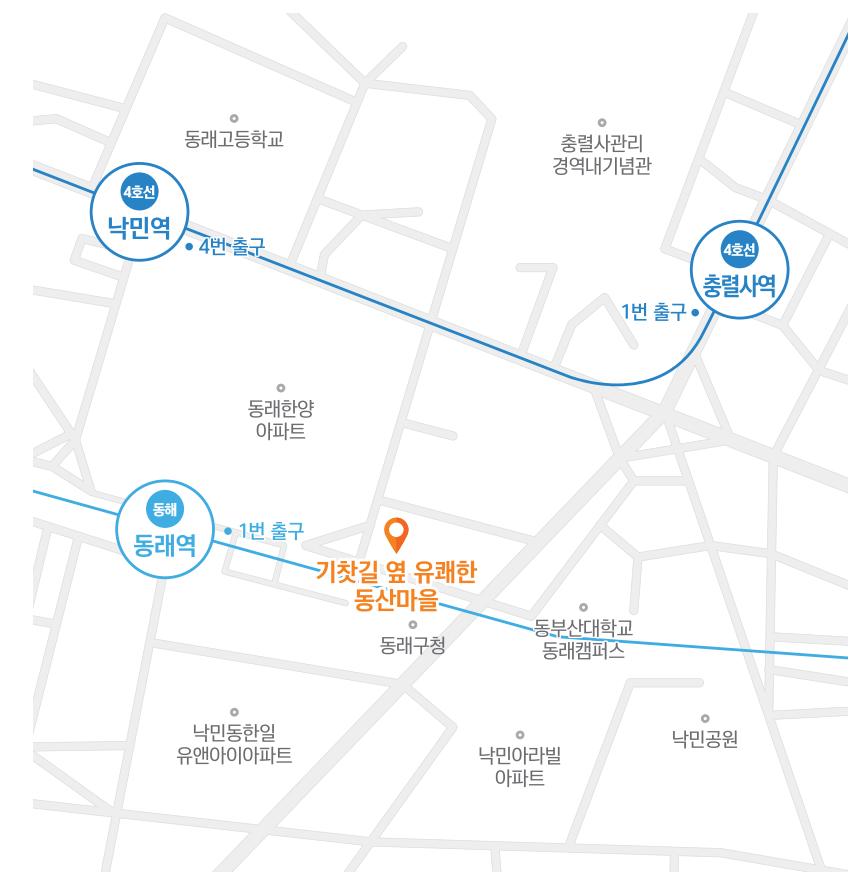 동래고등학교
충렬사관리
경역내기념관
4호선
낙민역
4번 출구
4호선
충렬사역
1번 출구
동래한양
아파트
동해
동래역
1번 출구
기찻길 옆 유쾌한
동산마을
동래구청
동부산대학교
동래캠퍼스
낙민동한일
유앤아이아파트
낙민아라빌
아파트
낙민공원